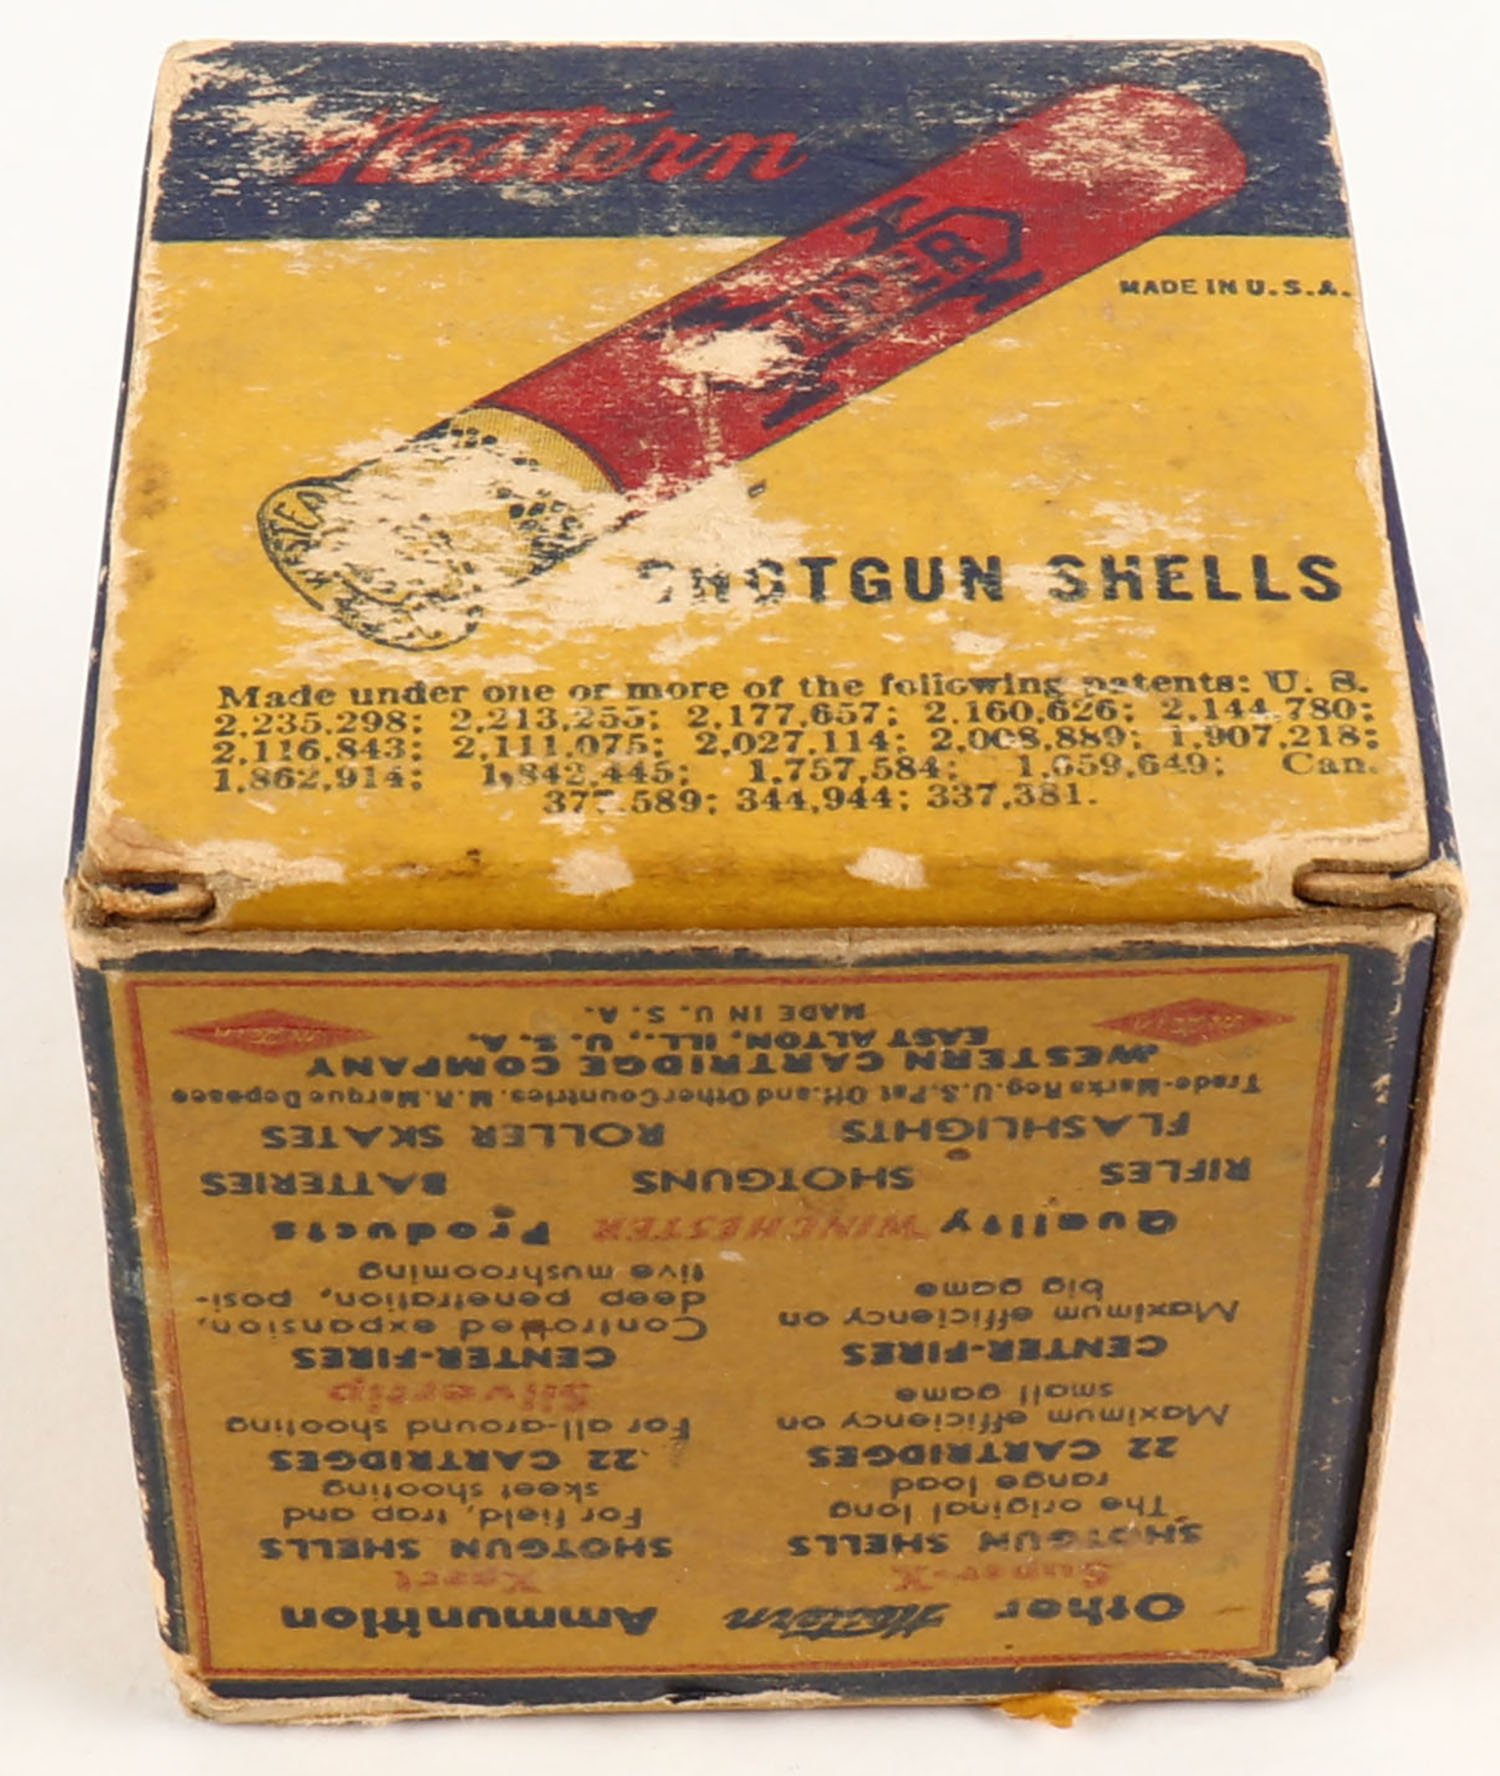 Western
SUPER
WESTERN
MADE IN U.S.A.
SHOTGUN SHELLS
Made under one or more of the following patents: U. S.
2,235,298; 2,213,255; 2,177,657; 2,160,626; 2,144,780;
2,116,843; 2,111,075; 2,027,114; 2,008,889; 1,907,218;
1,862,914; 1,842,445; 1,757,584; 1,659,649; Can.
344,944; 337,381.
Other Western Ammunition
Super-X Xpert
SHOTGUN SHELLS SHOTGUN SHELLS
The original long For field, trap and
range load skeet shooting
22 CARTRIDGES .22 CARTRIDGES
Maximum efficiency on For all-around shooting
small game Silvertip
CENTER-FIRES CENTER-FIRES
Maximum efficiency on Controlled expansion,
big game deep penetration, posi-
tive mushrooming
Quality WINCHESTER Products
RIFLES SHOTGUNS BATTERIES
FLASHLIGHTS ROLLER SKATES
Trade-Marks Reg. U.S. Pat. Off. and Other Countries. M.R. Marque Deposee
WESTERN CARTRIDGE COMPANY
EAST ALTON, ILL., U. S. A.
MADE IN U. S. A.